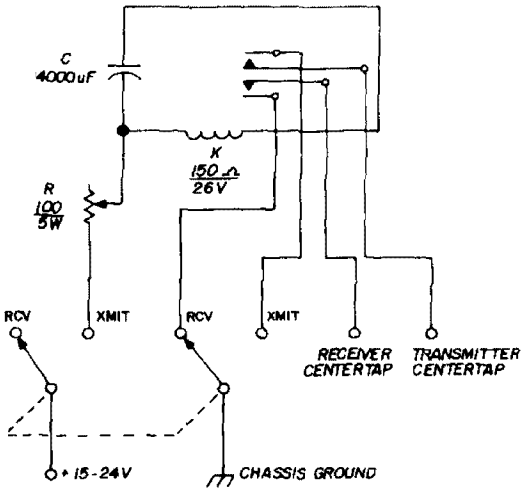 C
4000uF
K
150 Ω
26V
R
100
5W
RCV
XMIT
RCV
XMIT
RECEIVER
CENTERTAP
TRANSMITTER
CENTERTAP
+ 15-24V
CHASSIS GROUND